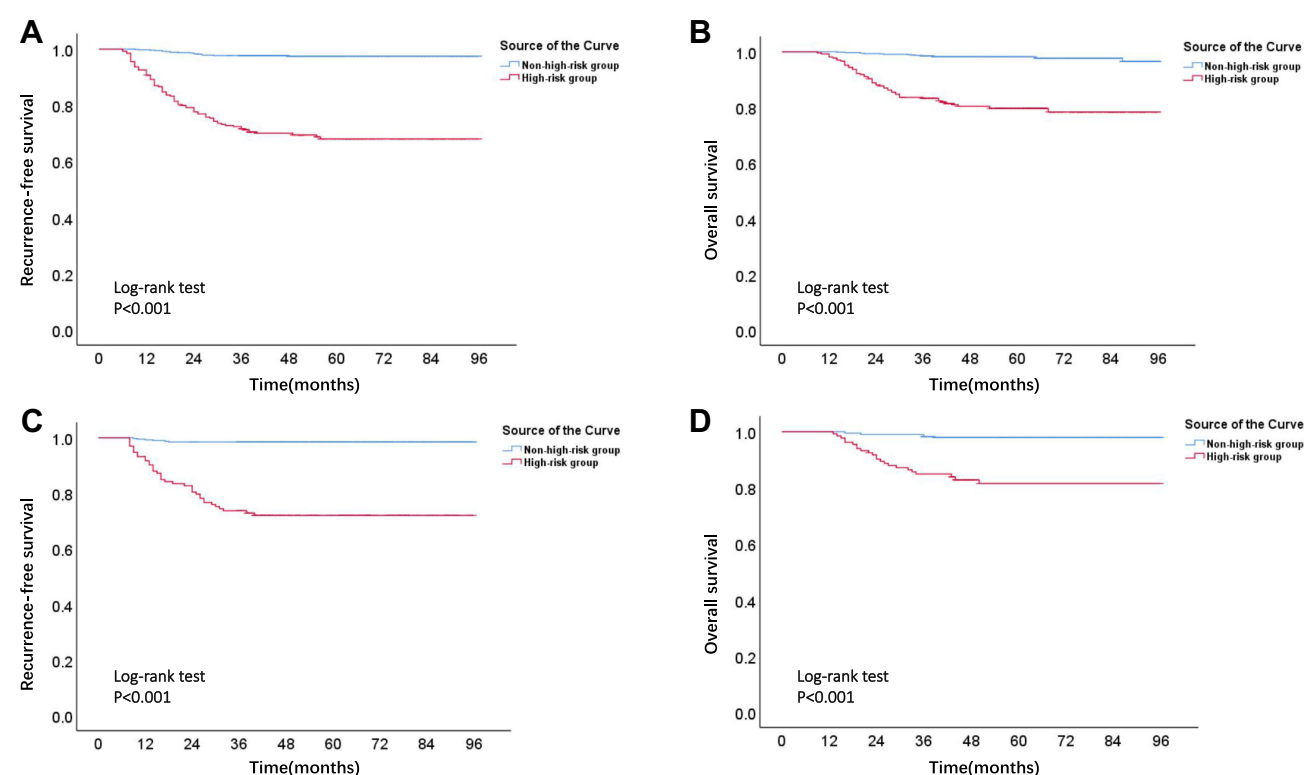 A
Source of the Curve
Non-high-risk group
High-risk group
Recurrence-free survival
1.0
0.8
0.6
0.4
0.2
0.0
Log-rank test
P<0.001
0 12 24 36 48 60 72 84 96
Time(months)
B
Source of the Curve
Non-high-risk group
High-risk group
Overall survival
1.0
0.8
0.6
0.4
0.2
0.0
Log-rank test
P<0.001
0 12 24 36 48 60 72 84 96
Time(months)
C
Source of the Curve
Non-high-risk group
High-risk group
Recurrence-free survival
1.0
0.8
0.6
0.4
0.2
0.0
Log-rank test
P<0.001
0 12 24 36 48 60 72 84 96
Time(months)
D
Source of the Curve
Non-high-risk group
High-risk group
Overall survival
1.0
0.8
0.6
0.4
0.2
0.0
Log-rank test
P<0.001
0 12 24 36 48 60 72 84 96
Time(months)